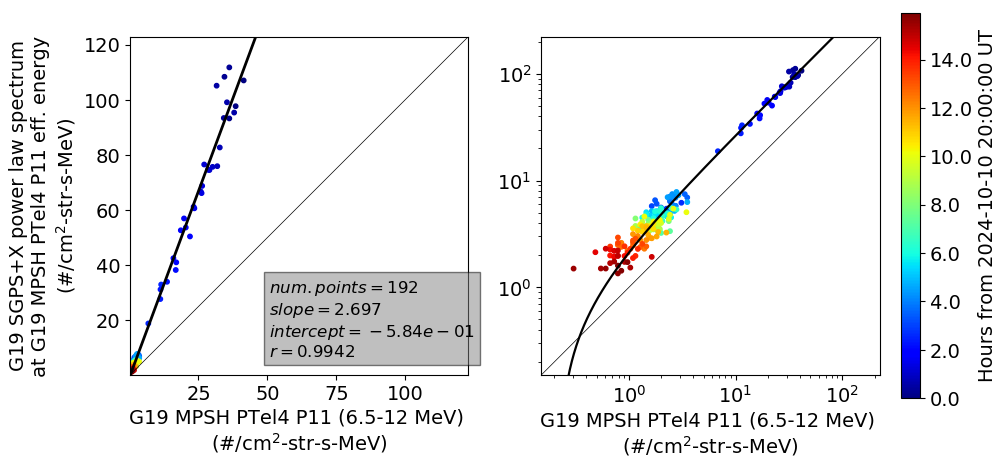 G19 SGPS+X power law spectrum
at G19 MPSH PTel4 P11 eff. energy
(#/cm²-str-s-MeV)
120
100
80
60
40
20
25
50
75
100
num.points = 192
slope = 2.697
intercept = −5.84e − 01
r = 0.9942
G19 MPSH PTel4 P11 (6.5-12 MeV)
(#/cm²-str-s-MeV)
10²
10¹
10⁰
10⁰
10¹
10²
G19 MPSH PTel4 P11 (6.5-12 MeV)
(#/cm²-str-s-MeV)
14.0
12.0
10.0
8.0
6.0
4.0
2.0
0.0
Hours from 2024-10-10 20:00:00 UT